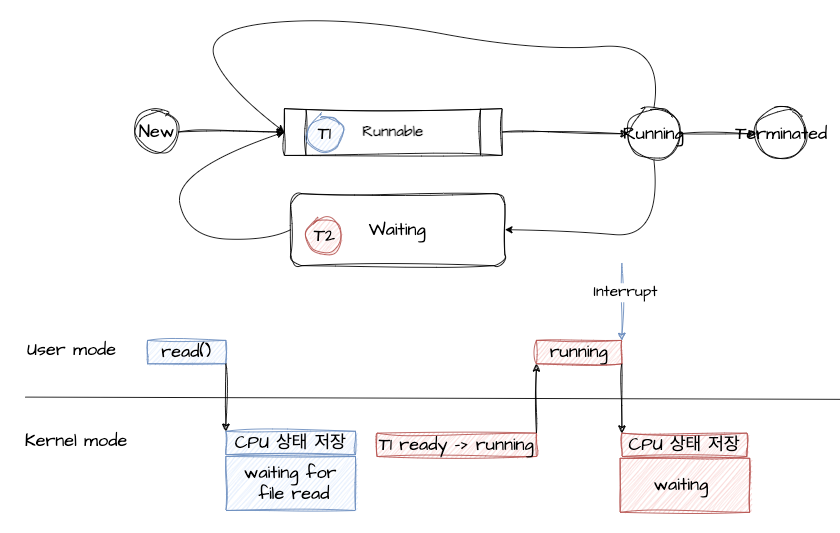 New
T1
Runnable
Running
Terminated
T2
Waiting
Interrupt
User mode
read()
running
Kernel mode
CPU 상태 저장
T1 ready -> running
CPU 상태 저장
waiting for
file read
waiting